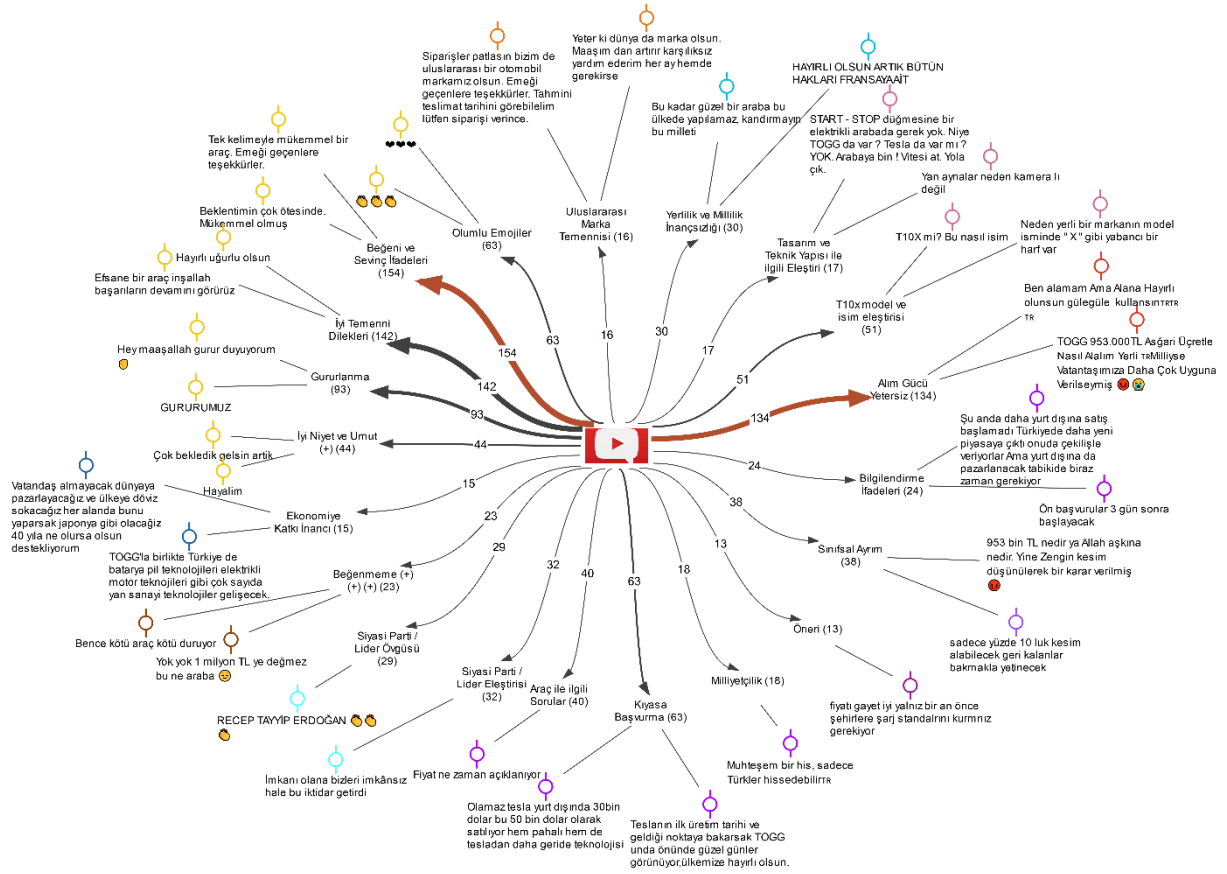 Siparişler patlasın bizim de
uluslararası bir otomobil
markamız olsun. Emeği
geçenlere teşekkürler. Tahmini
teslimat tarihini görebilelim
lütfen siparişi verince.
Yeter ki dünya da marka olsun.
Maaşim dan artırır karşılıksız
yardım ederim her ay hemde
gerekirse
Bu kadar güzel bir araba bu
ülkede yapılamaz, kandırmayın
bu milleti
HAYIRLI OLSUN ARTIK BÜTÜN
HAKLARI FRANSAYAAİT
START - STOP düğmesine bir
elektrikli arabada gerek yok. Niye
TOGG da var ? Tesla da var mı ?
YOK. Arabaya bin ! Vitesi at. Yola
çık.
Yan aynalar neden kamera lı
değil
T10X mi? Bu nasıl isim
Neden yerli bir markanın model
isminde " X " gibi yabancı bir
harf var
Ben alamam Ama Alana Hayırlı
olunsun gülegüle kullansınTRTR
TR
TOGG 953.000TL Asğari Ücretle
Nasıl Alalım Yerli TRMilliyse
Vatantaşımıza Daha Çok Uyguna
Verilseymiş 😡 😭
Şu anda daha yurt dışına satış
başlamadı Türkiyede daha yeni
piyasaya çıktı onuda çekilişle
veriyorlar Ama yurt dışına da
pazarlanacak tabikide biraz
zaman gerekiyor
Ön başvurular 3 gün sonra
başlayacak
953 bin TL nedir ya Allah aşkına
nedir. Yine Zengin kesim
düşünülerek bir karar verilmiş
😡
sadece yüzde 10 luk kesim
alabilecek geri kalanlar
bakmakla yetinecek
fiyatı gayet iyi yalnız bir an önce
şehirlere şarj standalrını kurmnız
gerekiyor
Muhteşem bir his, sadece
Türkler hissedebilirTR
Teslanın ilk üretim tarihi ve
geldiği noktaya bakarsak TOGG
unda önünde güzel günler
görünüyor,ülkemize hayırlı olsun.
Olamaz tesla yurt dışında 30bin
dolar bu 50 bin dolar olarak
satılıyor hem pahalı hem de
tesladan daha geride teknolojisi
Fiyat ne zaman açıklanıyor
İmkanı olana bizleri imkânsız
hale bu iktidar getirdi
RECEP TAYYİP ERDOĞAN 👏 👏
👏
Yok yok 1 milyon TL ye değmez
bu ne araba 😒
Bence kötü araç kötü duruyor
TOGG'la birlikte Türkiye de
batarya pil teknolojileri elektrikli
motor teknojileri gibi çok sayıda
yan sanayi teknolojiler gelişecek.
Vatandaş almayacak dünyaya
pazarlayacağız ve ülkeye döviz
sokacağız her alanda bunu
yaparsak japonya gibi olacağiz
40 yıla ne olursa olsun
destekliyorum
Hayalim
Çok bekledik gelsin artik
GURURUMUZ
Hey maaşallah gurur duyuyorum
Efsane bir araç inşallah
başarıların devamını görürüz
Hayırlı uğurlu olsun
Beklentimin çok ötesinde.
Mükemmel olmuş
Tek kelimeyle mükemmel bir
araç. Emeği geçenlere
teşekkürler.
❤❤❤
👏 👏 👏
Olumlu Emojiler
(63)
Uluslararası
Marka
Temennisi (16)
Yerlilik ve Millilik
İnançsızlığı (30)
Tasarım ve
Teknik Yapısı ile
ilgili Eleştiri (17)
T10x model ve
isim eleştirisi
(51)
Alım Gücü
Yetersiz (134)
Bilgilendirme
İfadeleri (24)
Sınıfsal Ayrım
(38)
Öneri (13)
Milliyetçilik (18)
Kıyasa
Başvurma (63)
Araç ile ilgili
Sorular (40)
Siyasi Parti /
Lider Eleştirisi
(32)
Siyasi Parti /
Lider Övgüsü
(29)
Beğenmeme (+)
(+) (+) (23)
Ekonomiye
Katkı İnancı (15)
İyi Niyet ve Umut
(+) (44)
Gururlanma
(93)
İyi Temenni
Dilekleri (142)
Beğeni ve
Sevinç İfadeleri
(154)
63
16
30
17
51
134
24
38
13
18
63
40
32
29
23
15
44
93
142
154